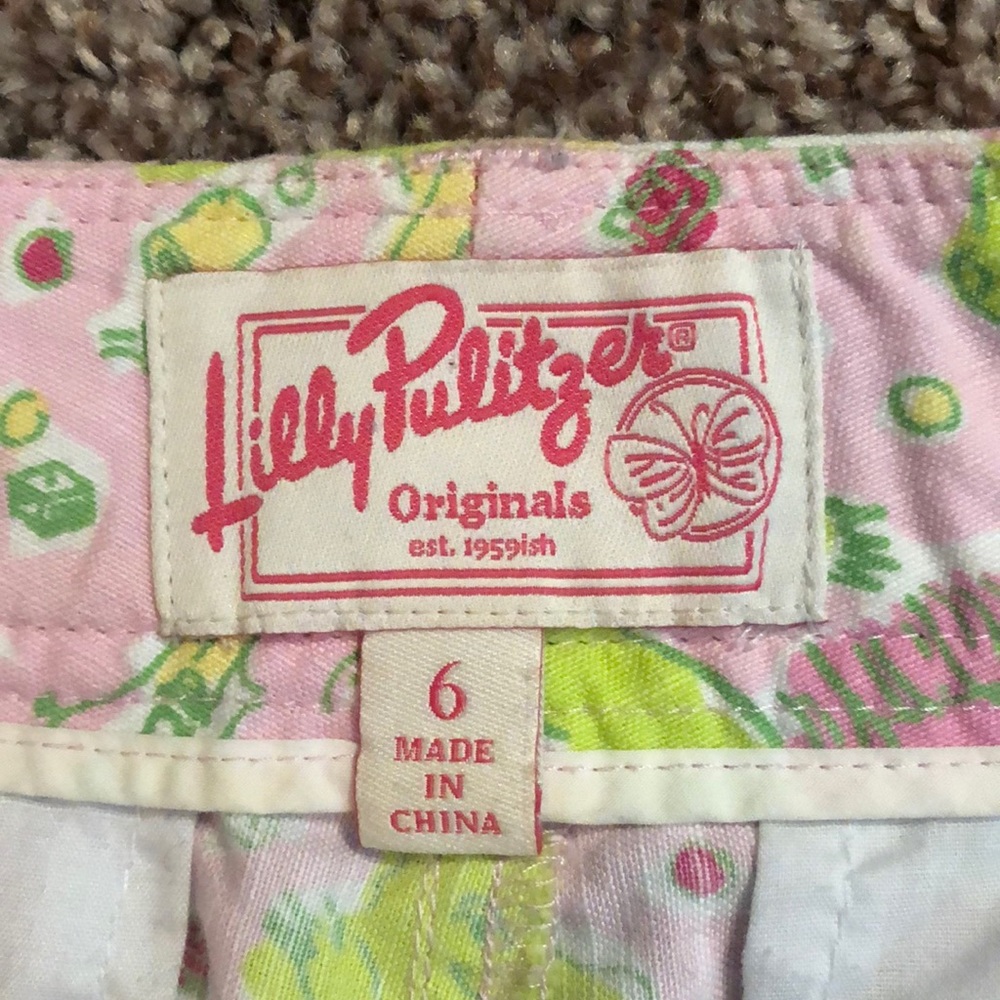 Lilly Pulitzer®
Originals
est. 1959ish
6
MADE
IN
CHINA